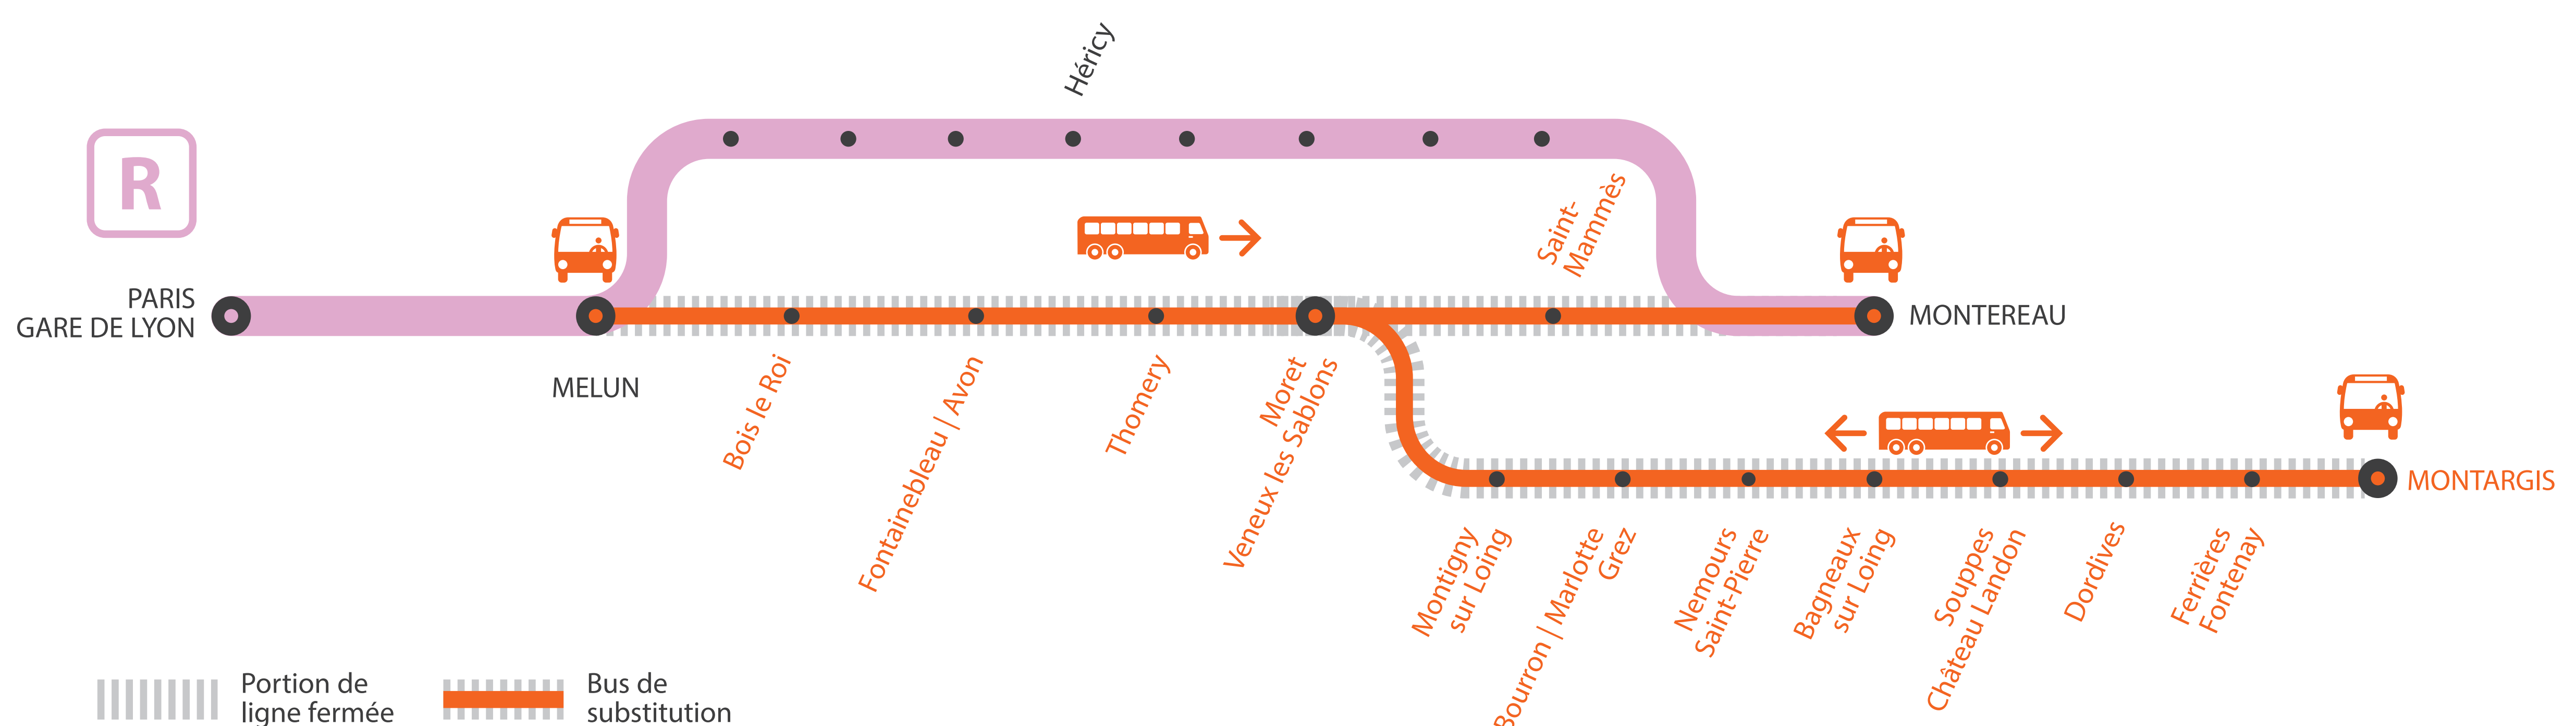 Héricy
R
PARIS
GARE DE LYON
MELUN
Saint-
Mammès
MONTEREAU
Bois le Roi
Fontainebleau | Avon
Thomery
Moret
Veneux les Sablons
MONTARGIS
Montigny
sur Loing
Bourron | Marlotte
Grez
Nemours
Saint-Pierre
Bagneaux
sur Loing
Souppes
Château Landon
Dordives
Ferrières
Fontenay
Portion de
ligne fermée
Bus de
substitution